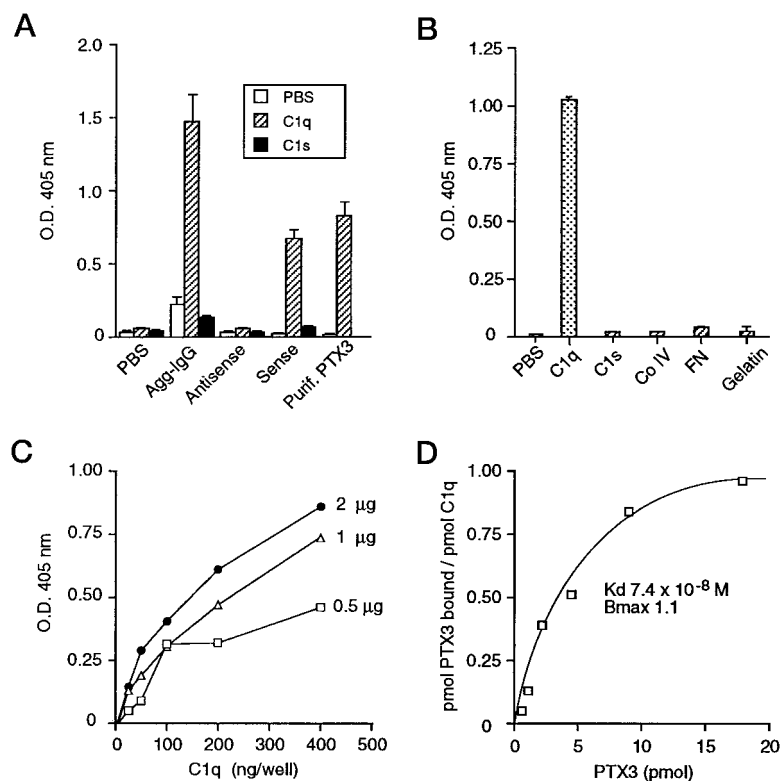 A
O.D. 405 nm
2.0
1.5
1.0
0.5
0
PBS
C1q
C1s
PBS
Agg-IgG
Antisense
Sense
Purif. PTX3
B
O.D. 405 nm
1.25
1.00
0.75
0.50
0.25
0
PBS
C1q
C1s
Co IV
FN
Gelatin
C
O.D. 405 nm
1.00
0.75
0.50
0.25
0
2 µg
1 µg
0.5 µg
0 100 200 300 400 500
C1q (ng/well)
D
pmol PTX3 bound / pmol C1q
1.00
0.75
0.50
0.25
0
Kd 7.4 x 10⁻⁸ M
Bmax 1.1
0 5 10 15 20
PTX3 (pmol)